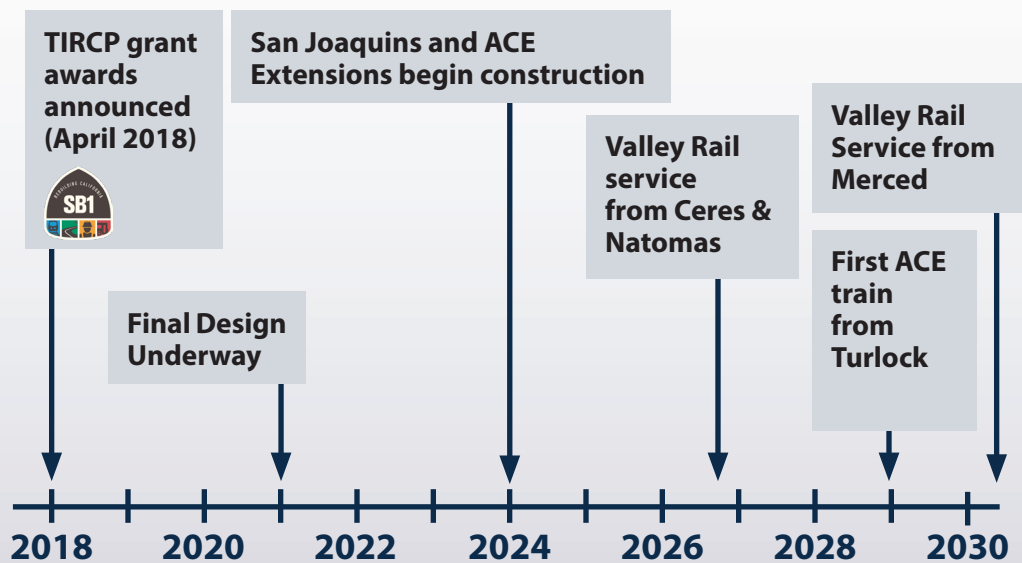 TIRCP grant
awards
announced
(April 2018)
REBUILDING CALIFORNIA
SB1
San Joaquins and ACE
Extensions begin construction
Final Design
Underway
Valley Rail
service
from Ceres &
Natomas
Valley Rail
Service from
Merced
First ACE
train
from
Turlock
2018
2020
2022
2024
2026
2028
2030